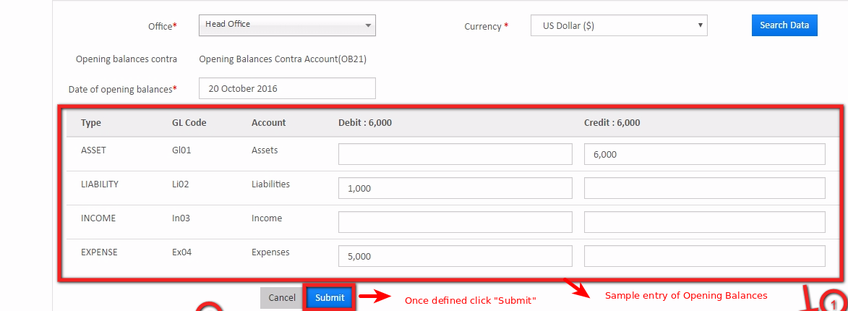 Office* Head Office Currency * US Dollar ($) Search Data
Opening balances contra Opening Balances Contra Account(OB21)
Date of opening balances* 20 October 2016
Type GL Code Account Debit : 6,000 Credit : 6,000
ASSET Gl01 Assets 6,000
LIABILITY Li02 Liabilities 1,000
INCOME In03 Income
EXPENSE Ex04 Expenses 5,000
Cancel Submit Once defined click "Submit" Sample entry of Opening Balances 1